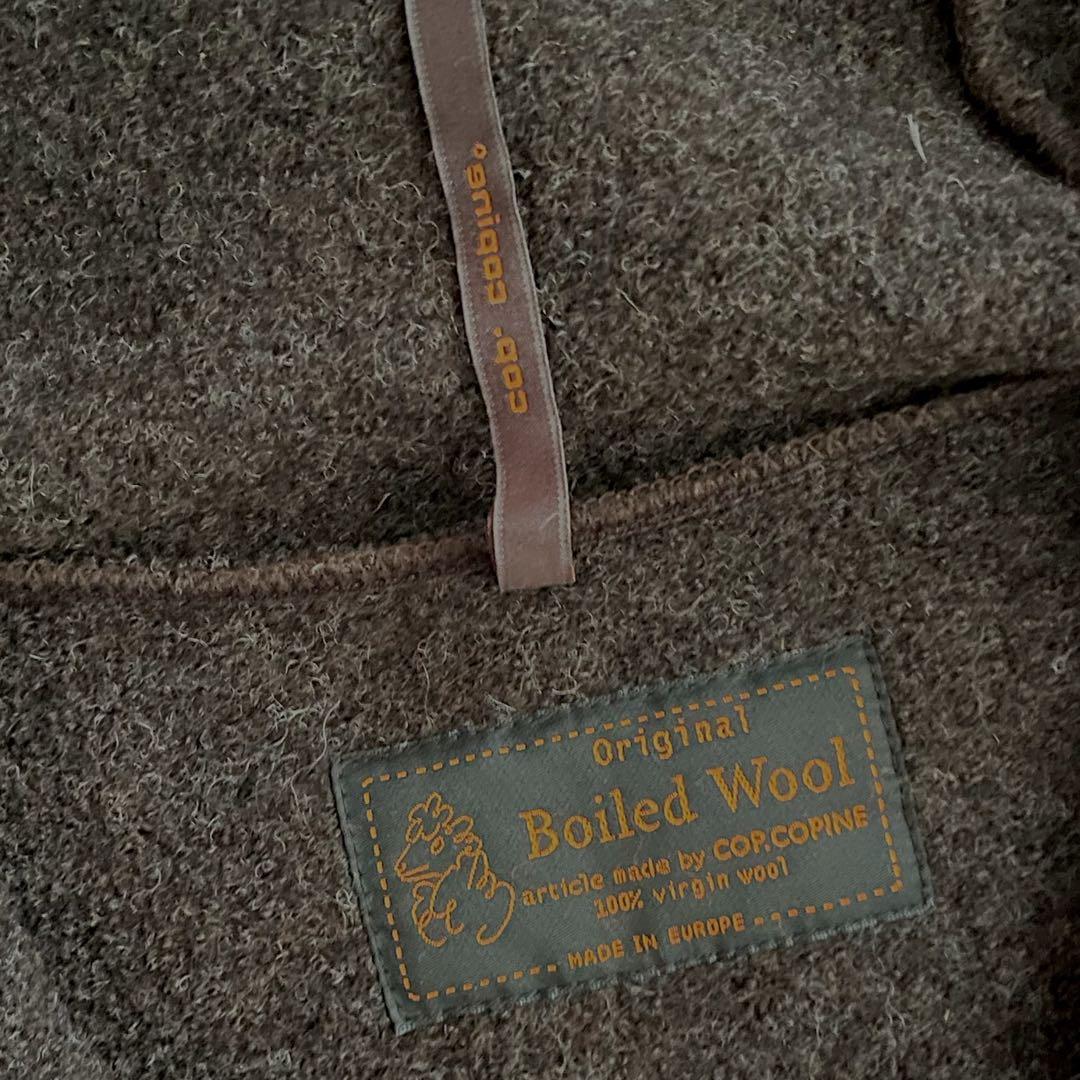 cop. copine◇
Original
Boiled Wool
article made by COP.COPINE
100% virgin wool
MADE IN EUROPE